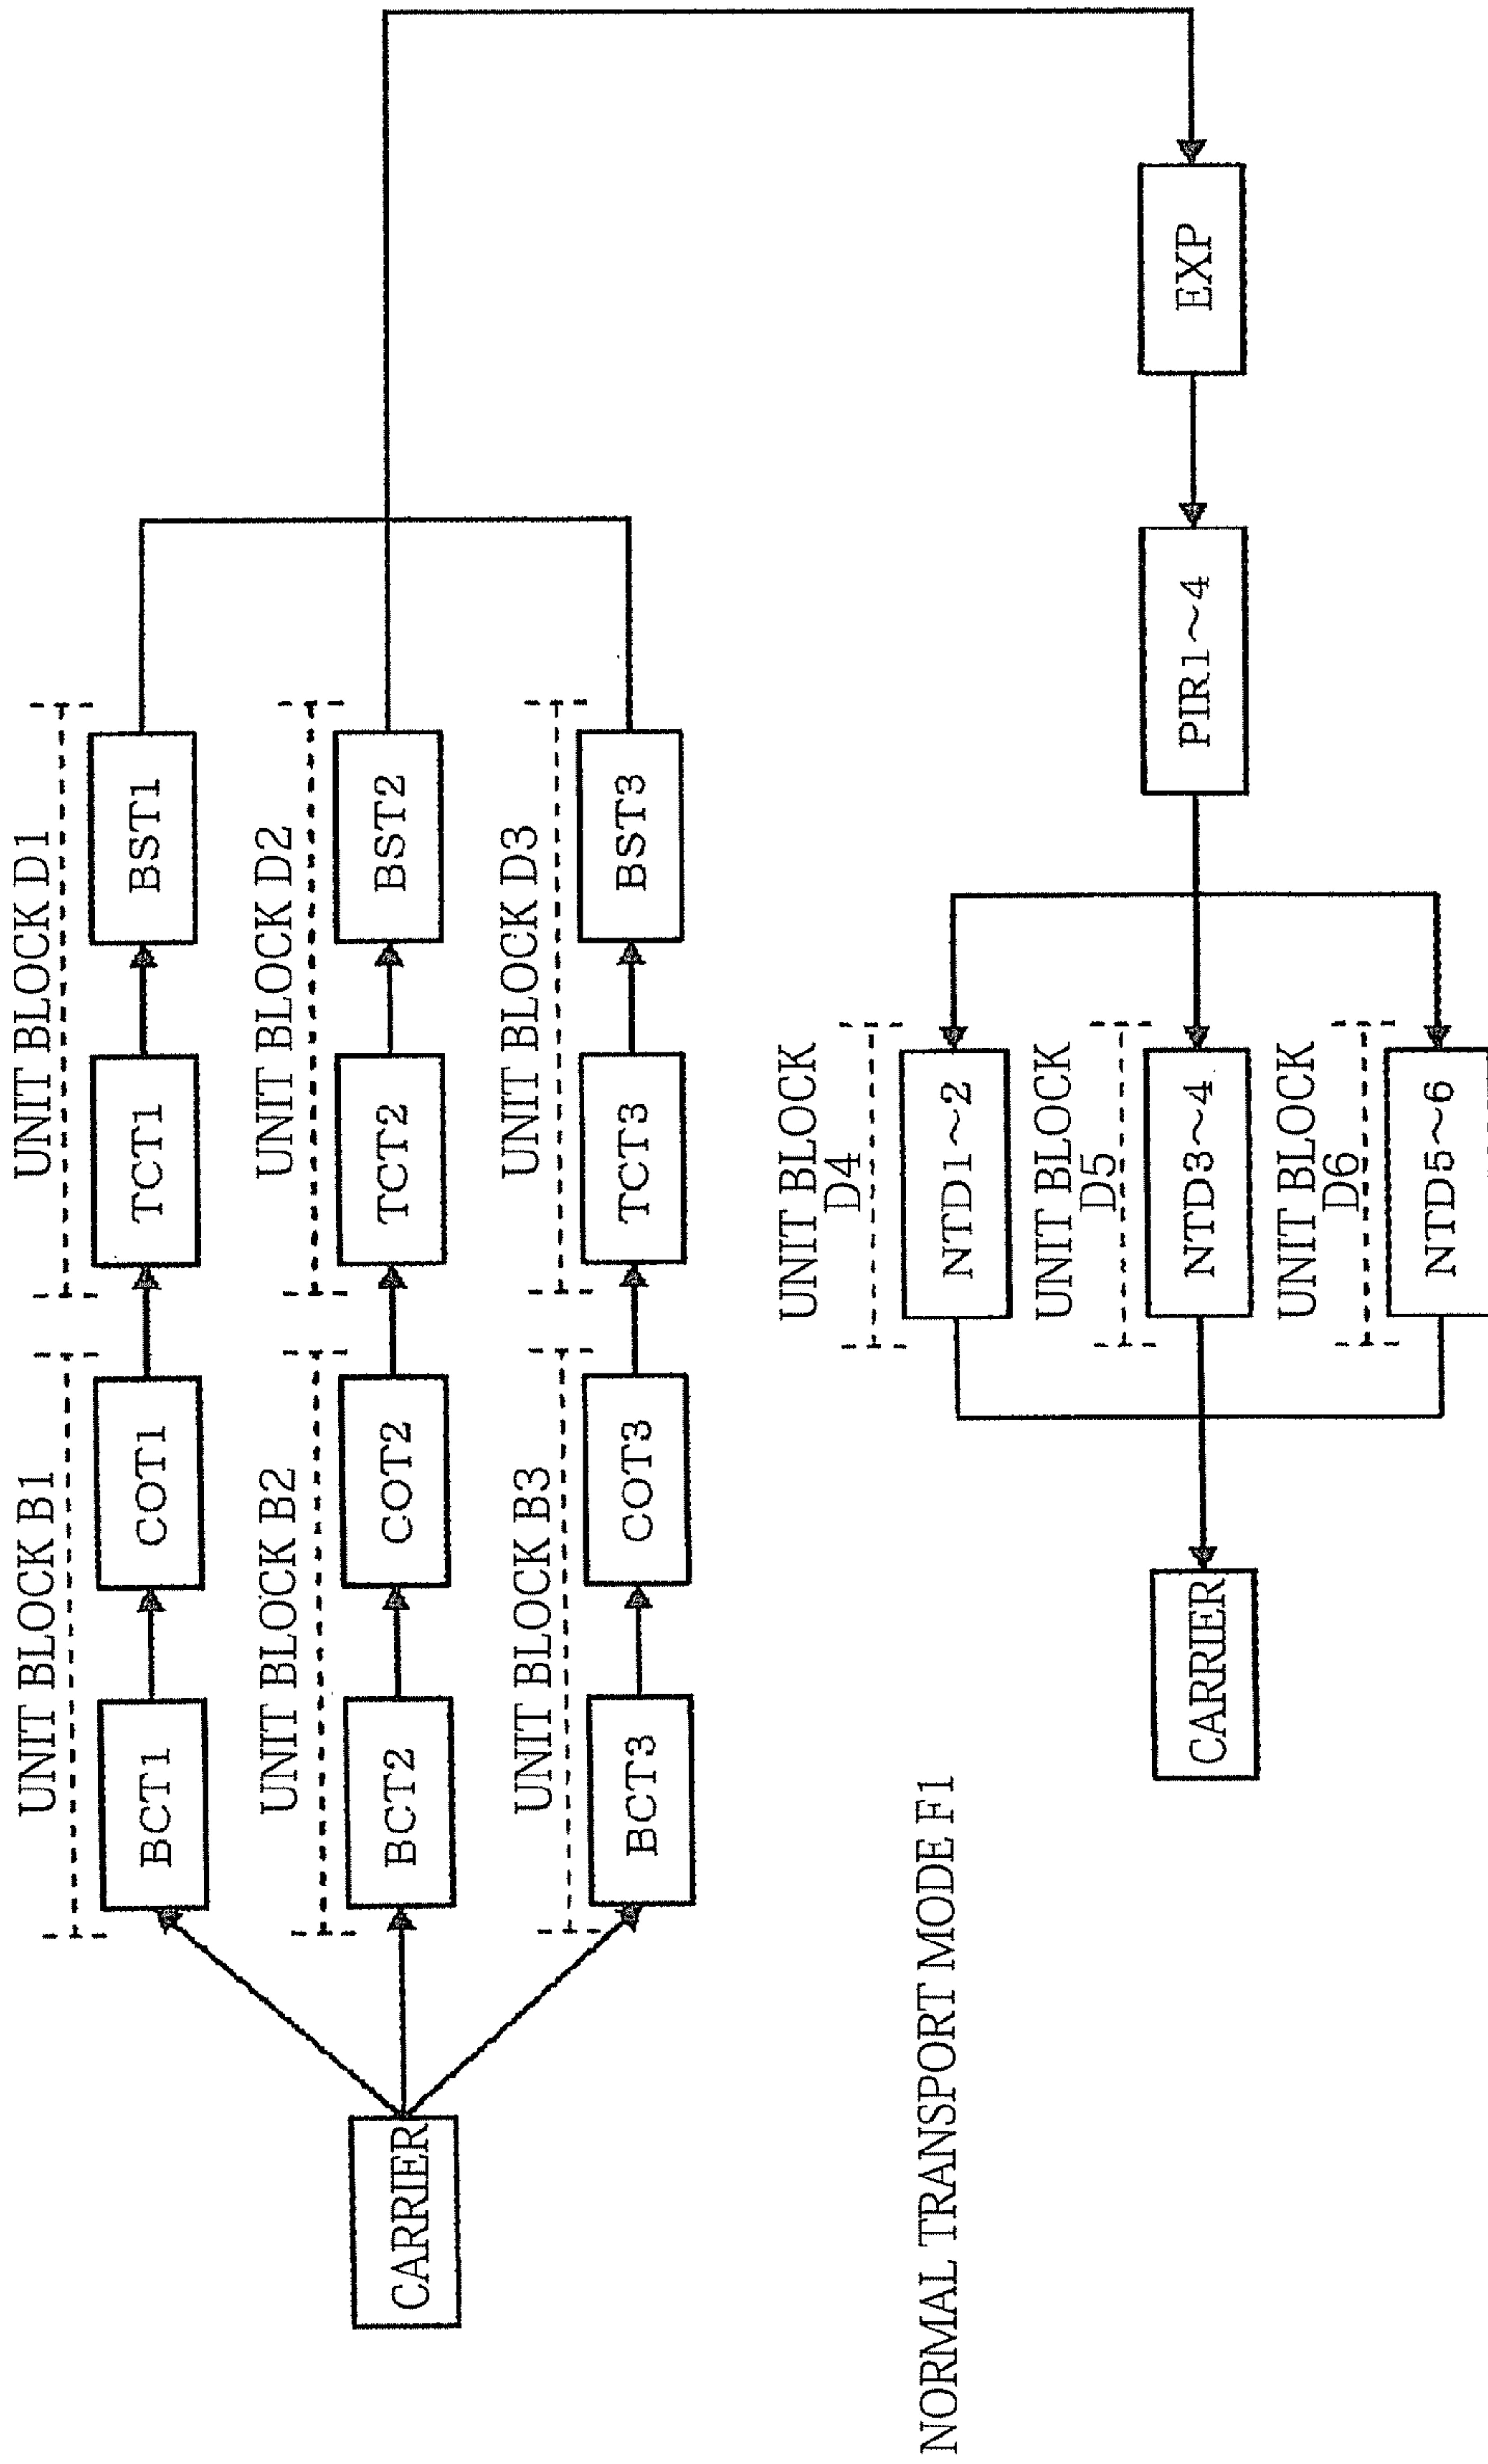 UNIT BLOCK B1
UNIT BLOCK D1
BCT1
COT1
TCT1
BST1
UNIT BLOCK B2
UNIT BLOCK D2
CARRIER
BCT2
COT2
TCT2
BST2
UNIT BLOCK B3
UNIT BLOCK D3
BCT3
COT3
TCT3
BST3
UNIT BLOCK
D4
NTD1~2
NORMAL TRANSPORT MODE F1
UNIT BLOCK
D5
CARRIER
NTD3~4
PIR1~4
EXP
UNIT BLOCK
D6
NTD5~6